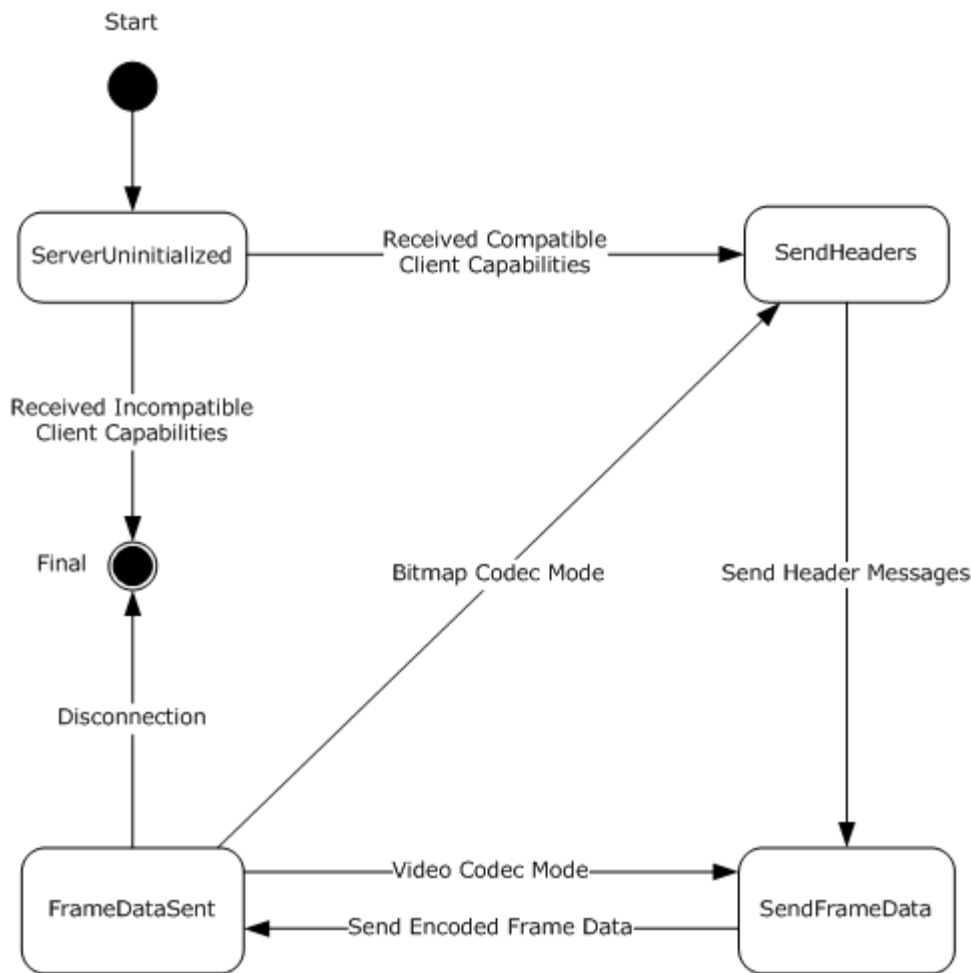 Start
ServerUninitialized
Received Compatible
Client Capabilities
SendHeaders
Received Incompatible
Client Capabilities
Final
Bitmap Codec Mode
Send Header Messages
Disconnection
FrameDataSent
Video Codec Mode
Send Encoded Frame Data
SendFrameData